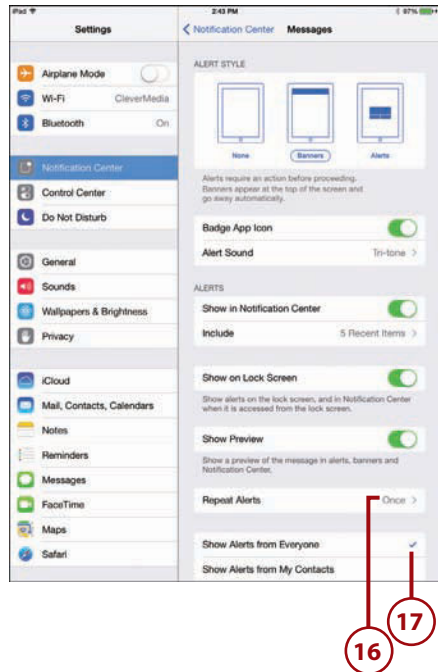 iPad
2:43 PM
87%
Settings
Notification Center
Messages
Airplane Mode
Wi-Fi
CleverMedia
Bluetooth
On
Notification Center
Control Center
Do Not Disturb
General
Sounds
Wallpapers & Brightness
Privacy
iCloud
Mail, Contacts, Calendars
Notes
Reminders
Messages
FaceTime
Maps
Safari
ALERT STYLE
None
Banners
Alerts
Alerts require an action before proceeding.
Banners appear at the top of the screen and
go away automatically.
Badge App Icon
Alert Sound
Tri-tone
ALERTS
Show in Notification Center
Include
5 Recent Items
Show on Lock Screen
Show alerts on the lock screen, and in Notification Center
when it is accessed from the lock screen.
Show Preview
Show a preview of the message in alerts, banners and
Notification Center.
Repeat Alerts
Once
Show Alerts from Everyone
Show Alerts from My Contacts
17
16